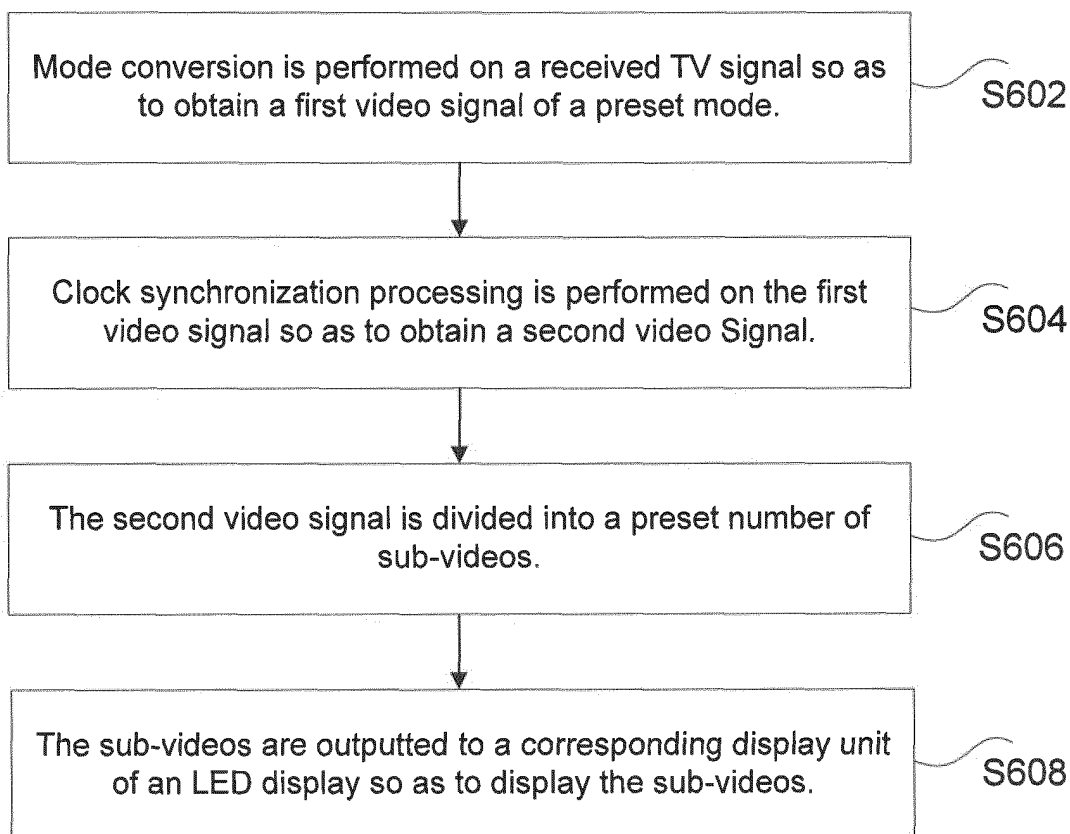 Mode conversion is performed on a received TV signal so as
to obtain a first video signal of a preset mode.
S602
Clock synchronization processing is performed on the first
video signal so as to obtain a second video Signal.
S604
The second video signal is divided into a preset number of
sub-videos.
S606
The sub-videos are outputted to a corresponding display unit
of an LED display so as to display the sub-videos.
S608